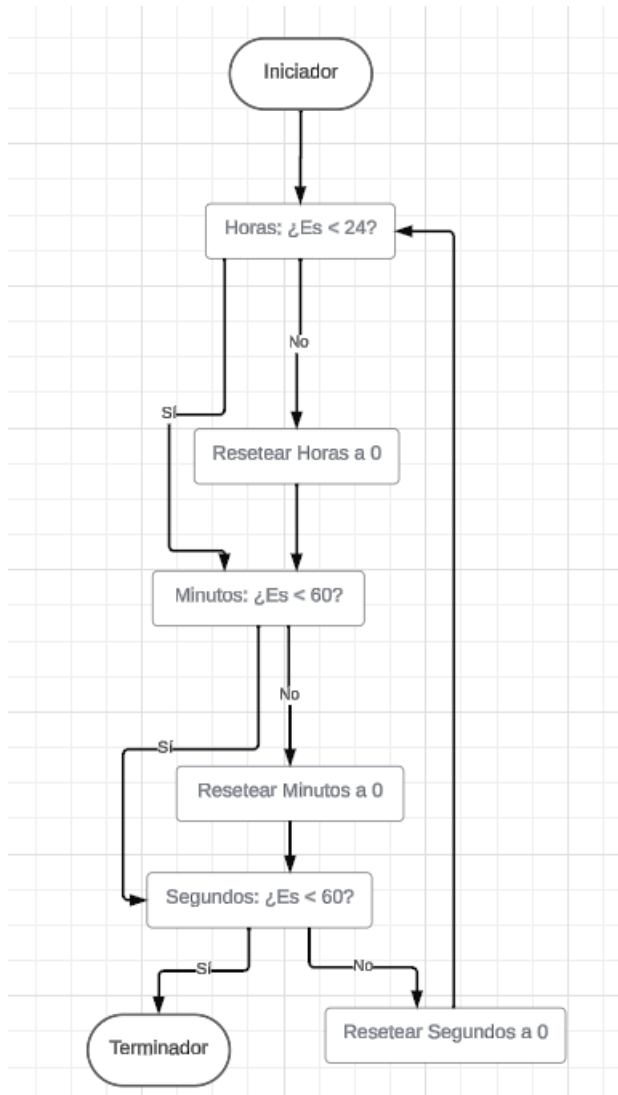 Iniciador
Horas: ¿Es < 24?
No
Sí
Resetear Horas a 0
Minutos: ¿Es < 60?
No
Sí
Resetear Minutos a 0
Segundos: ¿Es < 60?
Sí
No
Terminador
Resetear Segundos a 0